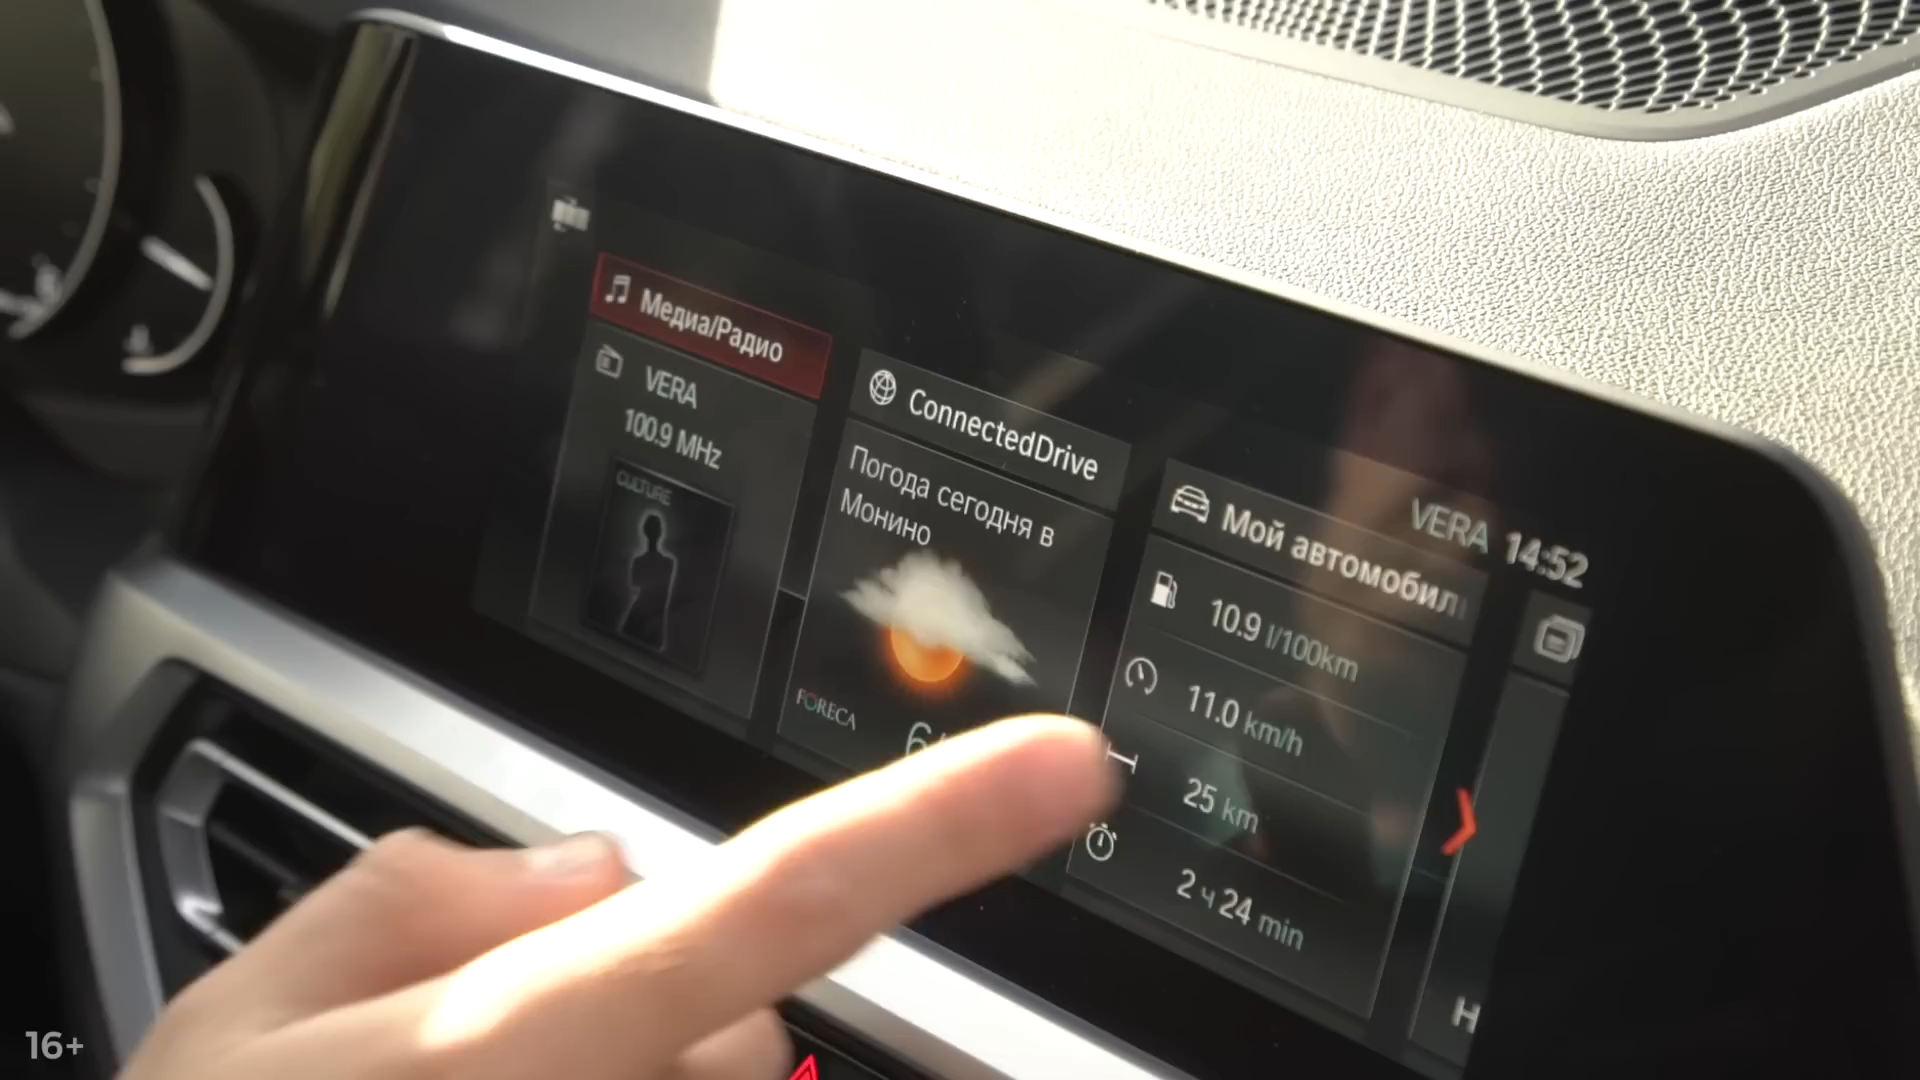 Медиа/Радио
VERA
100.9 MHz
CULTURE
ConnectedDrive
Погода сегодня в
Монино
FORECA
6
VERA 14:52
Мой автомобил
10.9 l/100km
11.0 km/h
25 km
2 ч 24 min
Н
16+